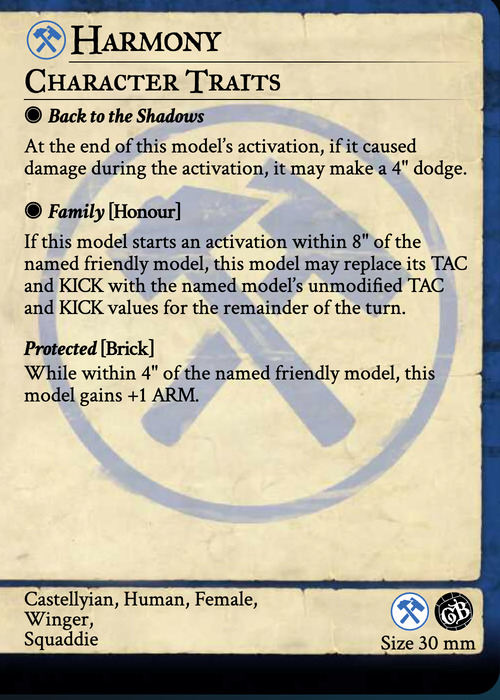 Harmony
Character Traits
Back to the Shadows
At the end of this model's activation, if it caused
damage during the activation, it may make a 4" dodge.
Family [Honour]
If this model starts an activation within 8" of the
named friendly model, this model may replace its TAC
and KICK with the named model's unmodified TAC
and KICK values for the remainder of the turn.
Protected [Brick]
While within 4" of the named friendly model, this
model gains +1 ARM.
Castellyian, Human, Female,
Winger,
Squaddie
GB
Size 30 mm